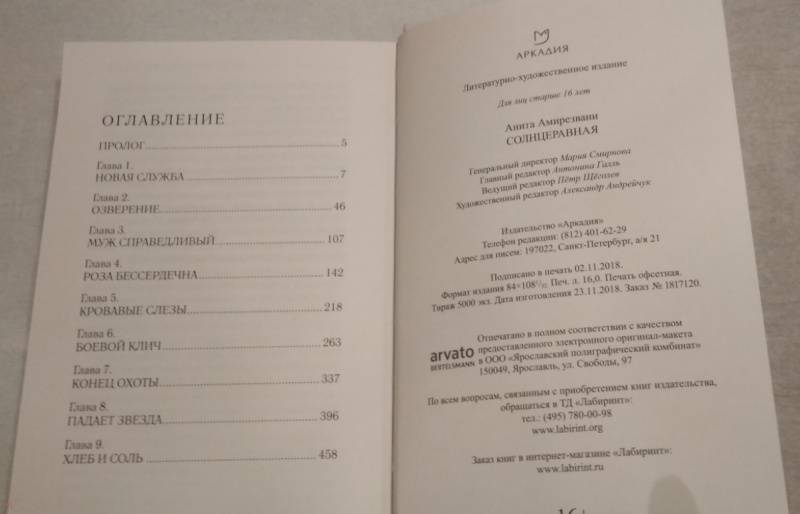 ОГЛАВЛЕНИЕ
ПРОЛОГ 5
Глава 1.
НОВАЯ СЛУЖБА 7
Глава 2.
ОЗВЕРЕНИЕ 46
Глава 3.
МУЖ СПРАВЕДЛИВЫЙ 107
Глава 4.
РОЗА БЕССЕРДЕЧНА 142
Глава 5.
КРОВАВЫЕ СЛЕЗЫ 218
Глава 6.
БОЕВОЙ КЛИЧ 263
Глава 7.
КОНЕЦ ОХОТЫ 337
Глава 8.
ПАДАЕТ ЗВЕЗДА 396
Глава 9.
ХЛЕБ И СОЛЬ 458
АРКАДИЯ
Литературно-художественное издание
Для лиц старше 16 лет
Анита Амирезвани
СОЛНЦЕРАВНАЯ
Генеральный директор Мария Смирнова
Главный редактор Антонина Галль
Ведущий редактор Пётр Щёголев
Художественный редактор Александр Андрейчук
Издательство «Аркадия»
Телефон редакции: (812) 401-62-29
Адрес для писем: 197022, Санкт-Петербург, а/я 21
Подписано в печать 02.11.2018.
Формат издания 84×108 1/32. Печ. л. 16,0. Печать офсетная.
Тираж 5000 экз. Дата изготовления 23.11.2018. Заказ № 1817120.
arvato
BERTELSMANN
Отпечатано в полном соответствии с качеством
предоставленного электронного оригинал-макета
в ООО «Ярославский полиграфический комбинат»
150049, Ярославль, ул. Свободы, 97
По всем вопросам, связанным с приобретением книг издательства,
обращаться в ТД «Лабиринт»:
тел.: (495) 780-00-98
www.labirint.org
Заказ книг в интернет-магазине «Лабиринт»:
www.labirint.ru
16+